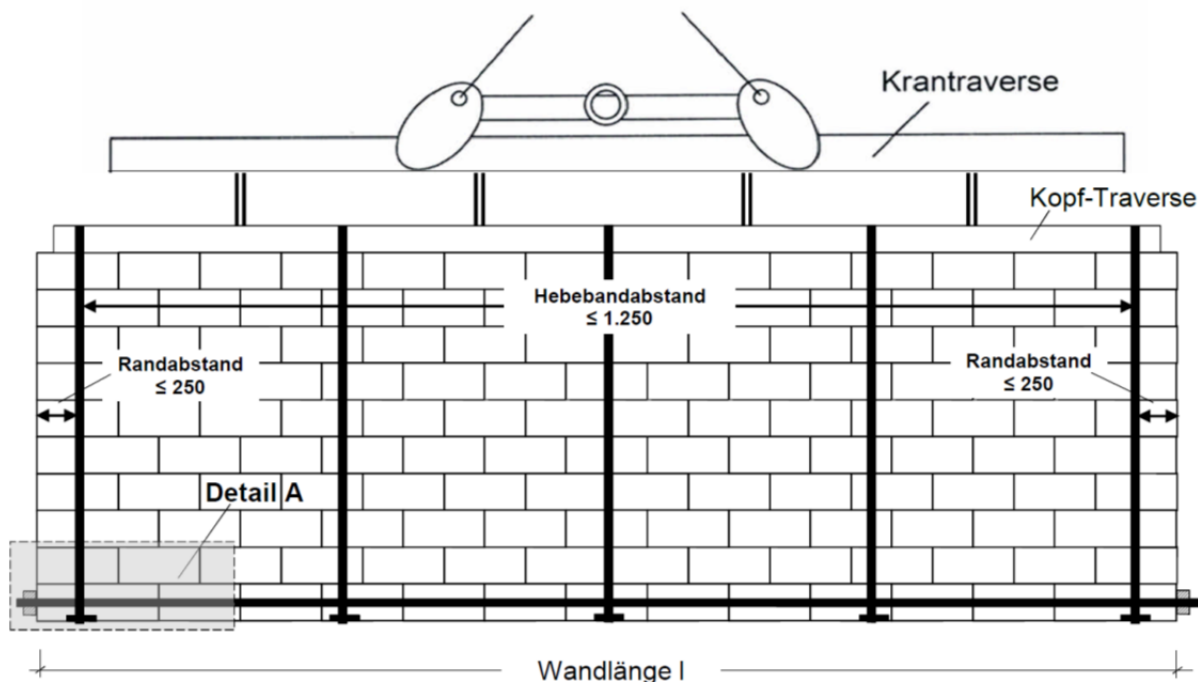 Krantraverse
Kopf-Traverse
Hebebandabstand
≤ 1.250
Randabstand
≤ 250
Randabstand
≤ 250
Detail A
Wandlänge l